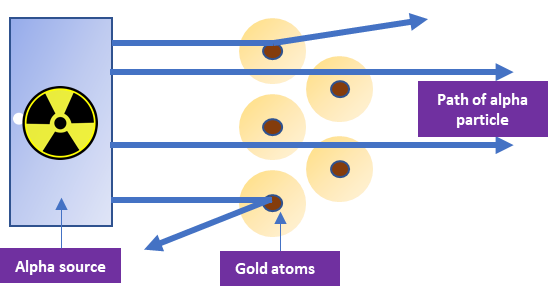 Path of alpha
particle
Alpha source
Gold atoms